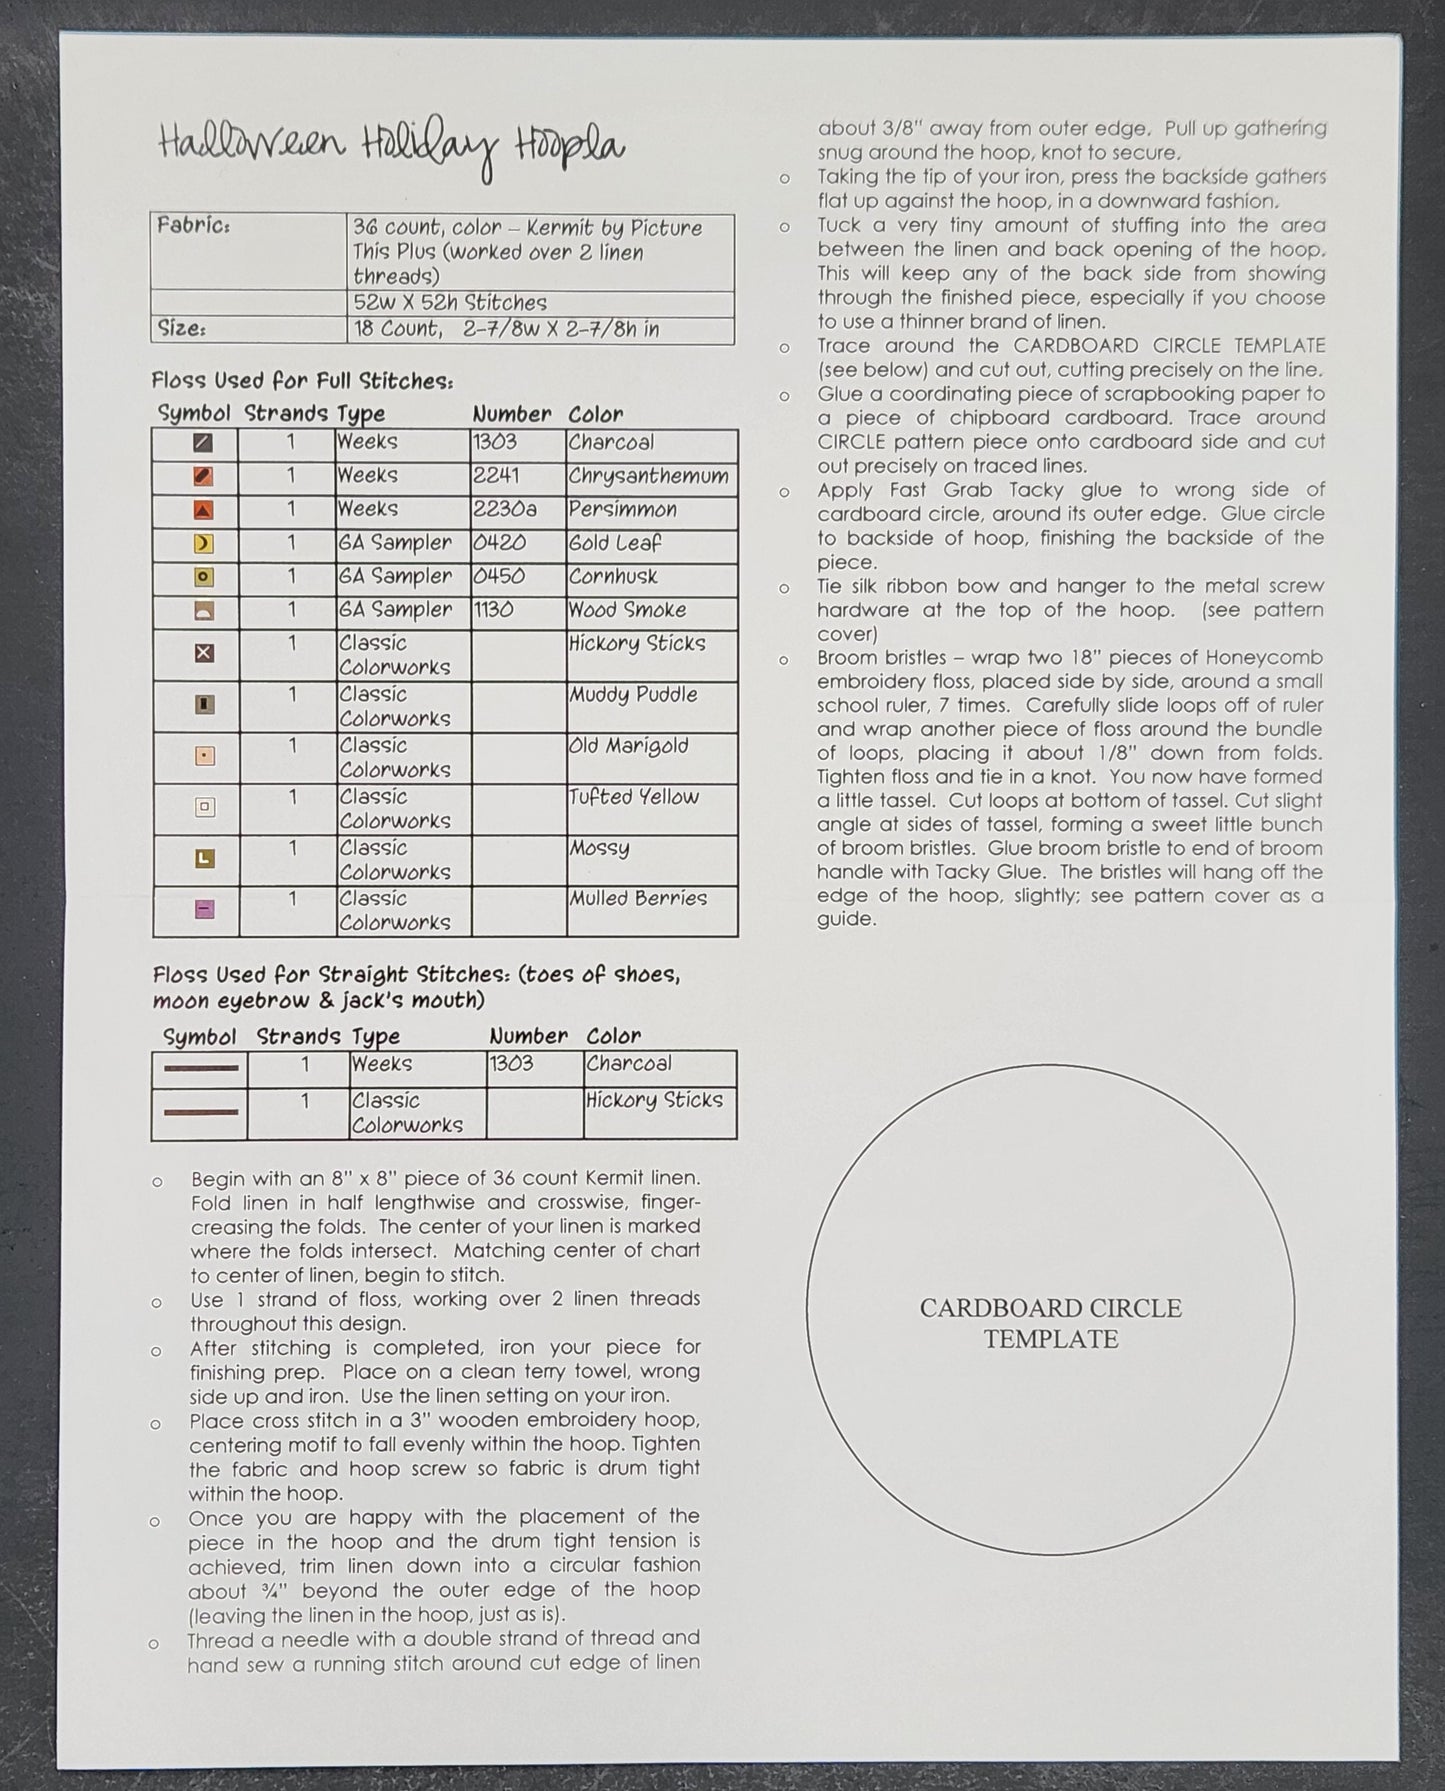 Halloween Holiday Hoopla
Fabric: 36 count, color – Kermit by Picture
This Plus (worked over 2 linen
threads)
52w X 52h Stitches
Size: 18 Count, 2-7/8w X 2-7/8h in
Floss Used for Full Stitches:
Symbol Strands Type Number Color
1 Weeks 1303 Charcoal
1 Weeks 2241 Chrysanthemum
1 Weeks 2230a Persimmon
1 GA Sampler 0420 Gold Leaf
1 GA Sampler 0450 Cornhusk
1 GA Sampler 1130 Wood Smoke
1 Classic Hickory Sticks
Colorworks
1 Classic Muddy Puddle
Colorworks
1 Classic Old Marigold
Colorworks
1 Classic Tufted Yellow
Colorworks
1 Classic Mossy
Colorworks
1 Classic Mulled Berries
Colorworks
Floss Used for Straight Stitches: (toes of shoes,
moon eyebrow & jack's mouth)
Symbol Strands Type Number Color
1 Weeks 1303 Charcoal
1 Classic Hickory Sticks
Colorworks
o Begin with an 8" x 8" piece of 36 count Kermit linen.
Fold linen in half lengthwise and crosswise, finger-
creasing the folds. The center of your linen is marked
where the folds intersect. Matching center of chart
to center of linen, begin to stitch.
o Use 1 strand of floss, working over 2 linen threads
throughout this design.
o After stitching is completed, iron your piece for
finishing prep. Place on a clean terry towel, wrong
side up and iron. Use the linen setting on your iron.
o Place cross stitch in a 3" wooden embroidery hoop,
centering motif to fall evenly within the hoop. Tighten
the fabric and hoop screw so fabric is drum tight
within the hoop.
o Once you are happy with the placement of the
piece in the hoop and the drum tight tension is
achieved, trim linen down into a circular fashion
about ¾" beyond the outer edge of the hoop
(leaving the linen in the hoop, just as is).
o Thread a needle with a double strand of thread and
hand sew a running stitch around cut edge of linen
about 3/8" away from outer edge. Pull up gathering
snug around the hoop, knot to secure.
o Taking the tip of your iron, press the backside gathers
flat up against the hoop, in a downward fashion.
o Tuck a very tiny amount of stuffing into the area
between the linen and back opening of the hoop.
This will keep any of the back side from showing
through the finished piece, especially if you choose
to use a thinner brand of linen.
o Trace around the CARDBOARD CIRCLE TEMPLATE
(see below) and cut out, cutting precisely on the line.
o Glue a coordinating piece of scrapbooking paper to
a piece of chipboard cardboard. Trace around
CIRCLE pattern piece onto cardboard side and cut
out precisely on traced lines.
o Apply Fast Grab Tacky glue to wrong side of
cardboard circle, around its outer edge. Glue circle
to backside of hoop, finishing the backside of the
piece.
o Tie silk ribbon bow and hanger to the metal screw
hardware at the top of the hoop. (see pattern
cover)
o Broom bristles – wrap two 18" pieces of Honeycomb
embroidery floss, placed side by side, around a small
school ruler, 7 times. Carefully slide loops off of ruler
and wrap another piece of floss around the bundle
of loops, placing it about 1/8" down from folds.
Tighten floss and tie in a knot. You now have formed
a little tassel. Cut loops at bottom of tassel. Cut slight
angle at sides of tassel, forming a sweet little bunch
of broom bristles. Glue broom bristle to end of broom
handle with Tacky Glue. The bristles will hang off the
edge of the hoop, slightly; see pattern cover as a
guide.
CARDBOARD CIRCLE
TEMPLATE